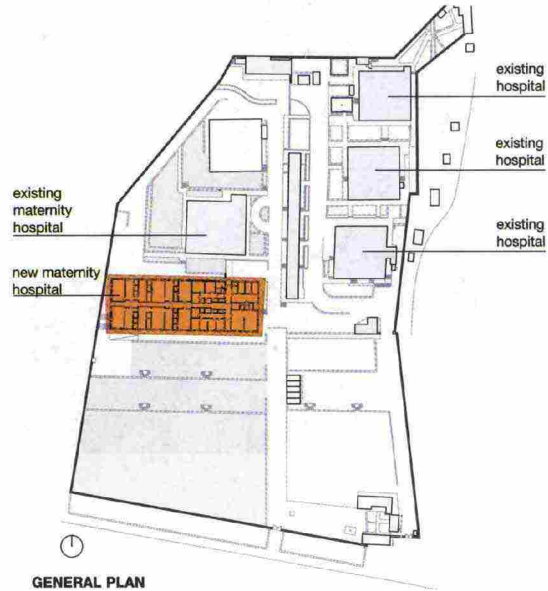 existing
hospital
existing
hospital
existing
maternity
hospital
existing
hospital
new maternity
hospital
GENERAL PLAN